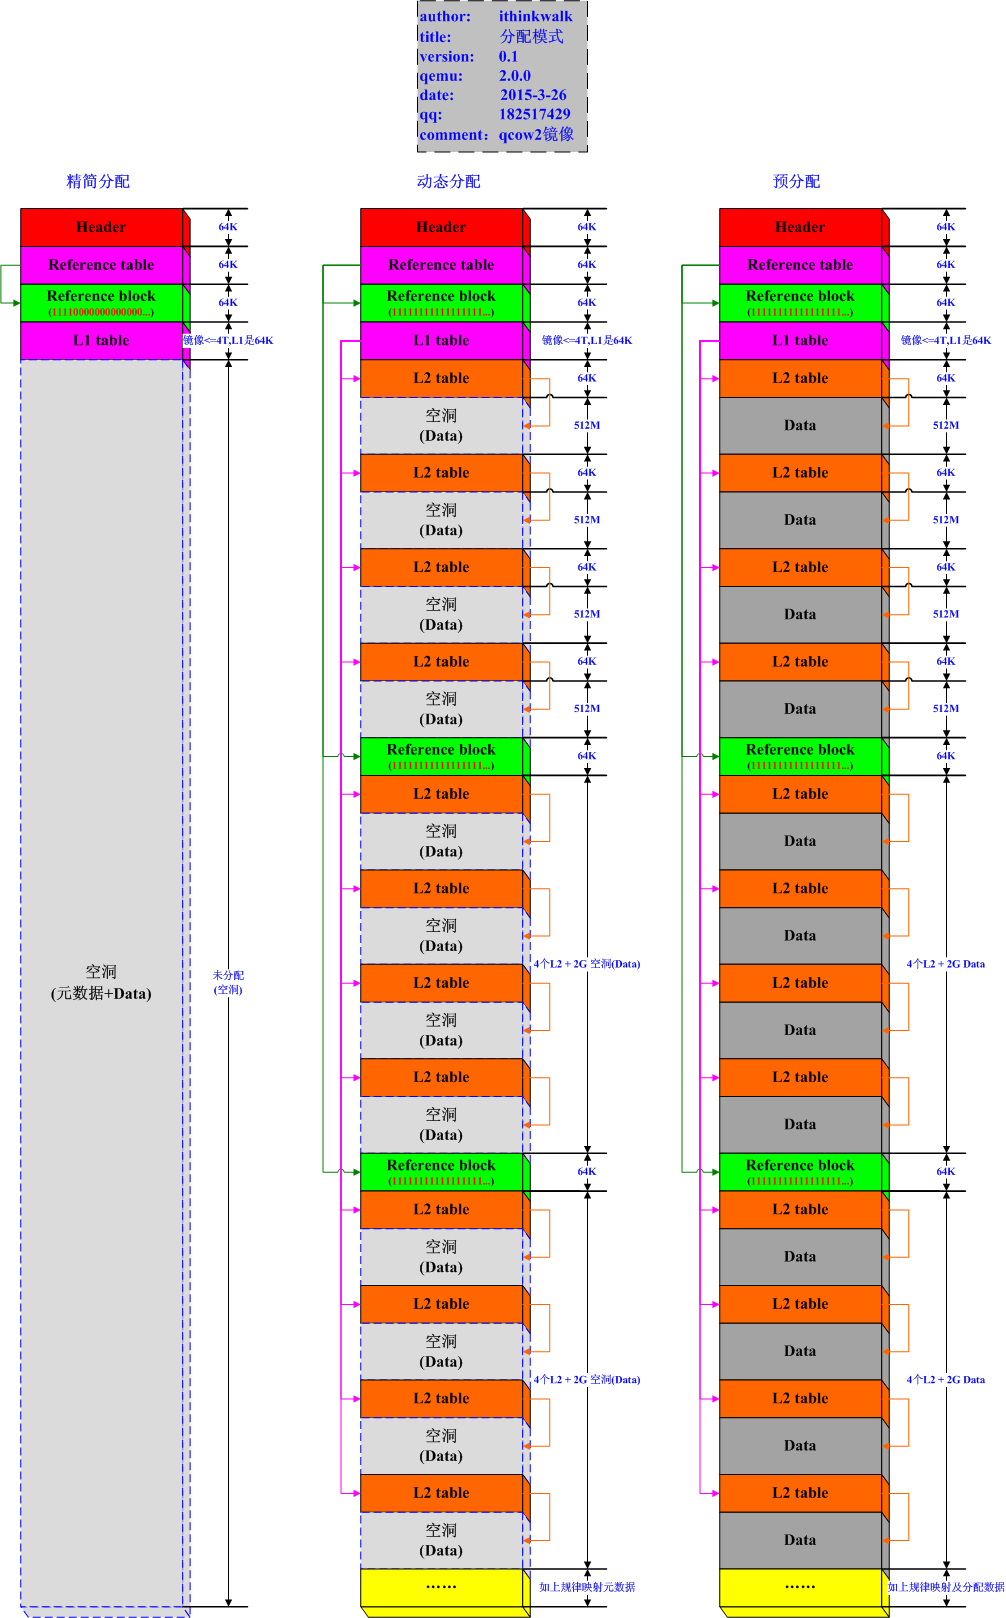 author: ithinkwalk
title: 分配模式
version: 0.1
qemu: 2.0.0
date: 2015-3-26
qq: 182517429
comment: qcow2镜像
精简分配
Header
64K
Reference table
64K
Reference block
(1111000000000000...)
64K
L1 table
镜像<=4T,L1是64K
空洞
(元数据+Data)
未分配
(空洞)
动态分配
Header
64K
Reference table
64K
Reference block
(1111111111111111...)
64K
L1 table
镜像<=4T,L1是64K
L2 table
64K
空洞
(Data)
512M
L2 table
64K
空洞
(Data)
512M
L2 table
64K
空洞
(Data)
512M
L2 table
64K
空洞
(Data)
512M
Reference block
(1111111111111111...)
64K
L2 table
空洞
(Data)
L2 table
空洞
(Data)
4个L2 + 2G 空洞(Data)
L2 table
空洞
(Data)
L2 table
空洞
(Data)
Reference block
(1111111111111111...)
64K
L2 table
空洞
(Data)
L2 table
空洞
(Data)
4个L2 + 2G 空洞(Data)
L2 table
空洞
(Data)
L2 table
空洞
(Data)
······
如上规律映射元数据
预分配
Header
64K
Reference table
64K
Reference block
(1111111111111111...)
64K
L1 table
镜像<=4T,L1是64K
L2 table
64K
Data
512M
L2 table
64K
Data
512M
L2 table
64K
Data
512M
L2 table
64K
Data
512M
Reference block
(1111111111111111...)
64K
L2 table
Data
L2 table
Data
4个L2 + 2G Data
L2 table
Data
L2 table
Data
Reference block
(1111111111111111...)
64K
L2 table
Data
L2 table
Data
4个L2 + 2G Data
L2 table
Data
L2 table
Data
······
如上规律映射及分配数据